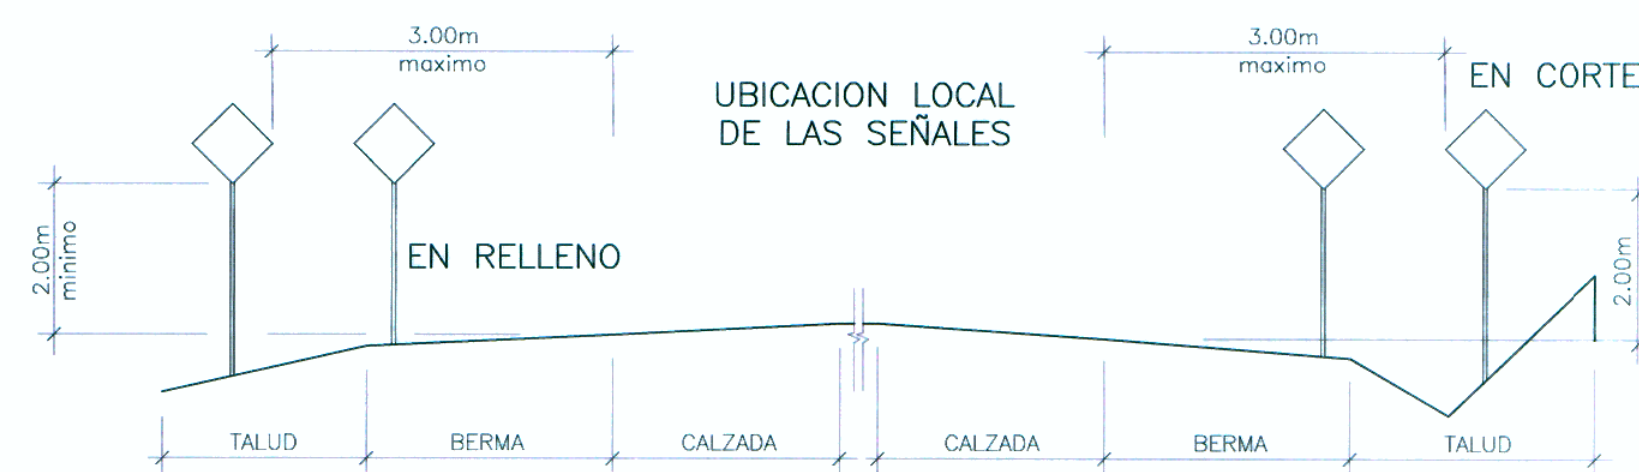 3.00m
maximo
3.00m
maximo
EN CORTE
UBICACION LOCAL
DE LAS SEÑALES
2.00m
minimo
EN RELLENO
2.00m
TALUD
BERMA
CALZADA
CALZADA
BERMA
TALUD